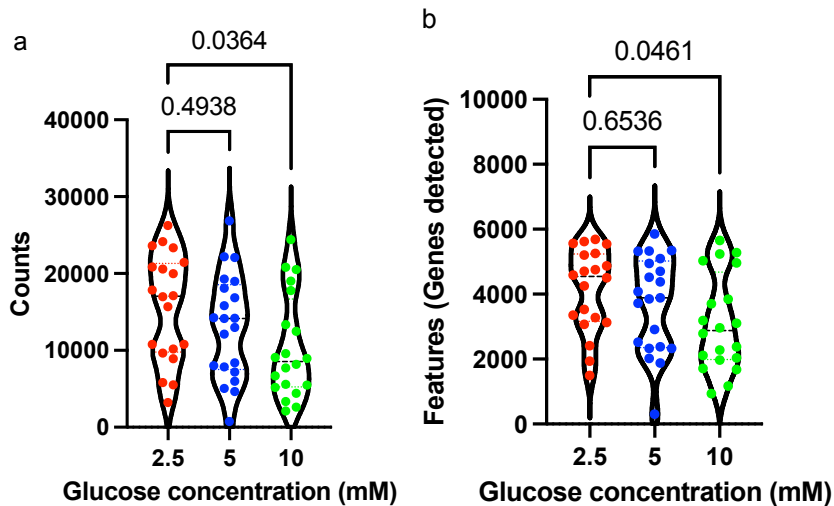 a
0.0364
0.4938
40000
30000
20000
10000
0
Counts
2.5 5 10
Glucose concentration (mM)
b
0.0461
0.6536
10000
8000
6000
4000
2000
0
Features (Genes detected)
2.5 5 10
Glucose concentration (mM)